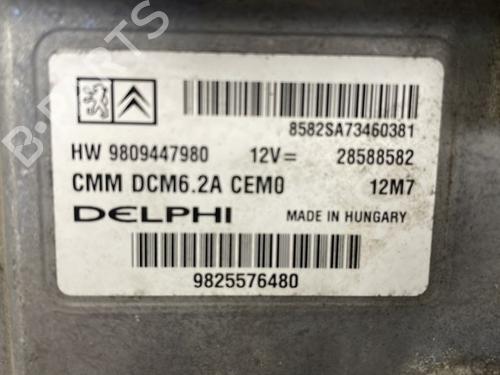 B-PARTS
8582SA73460381
HW 9809447980 12V= 28588582
CMM DCM6.2A CEM0 12M7
DELPHI MADE IN HUNGARY
9825576480